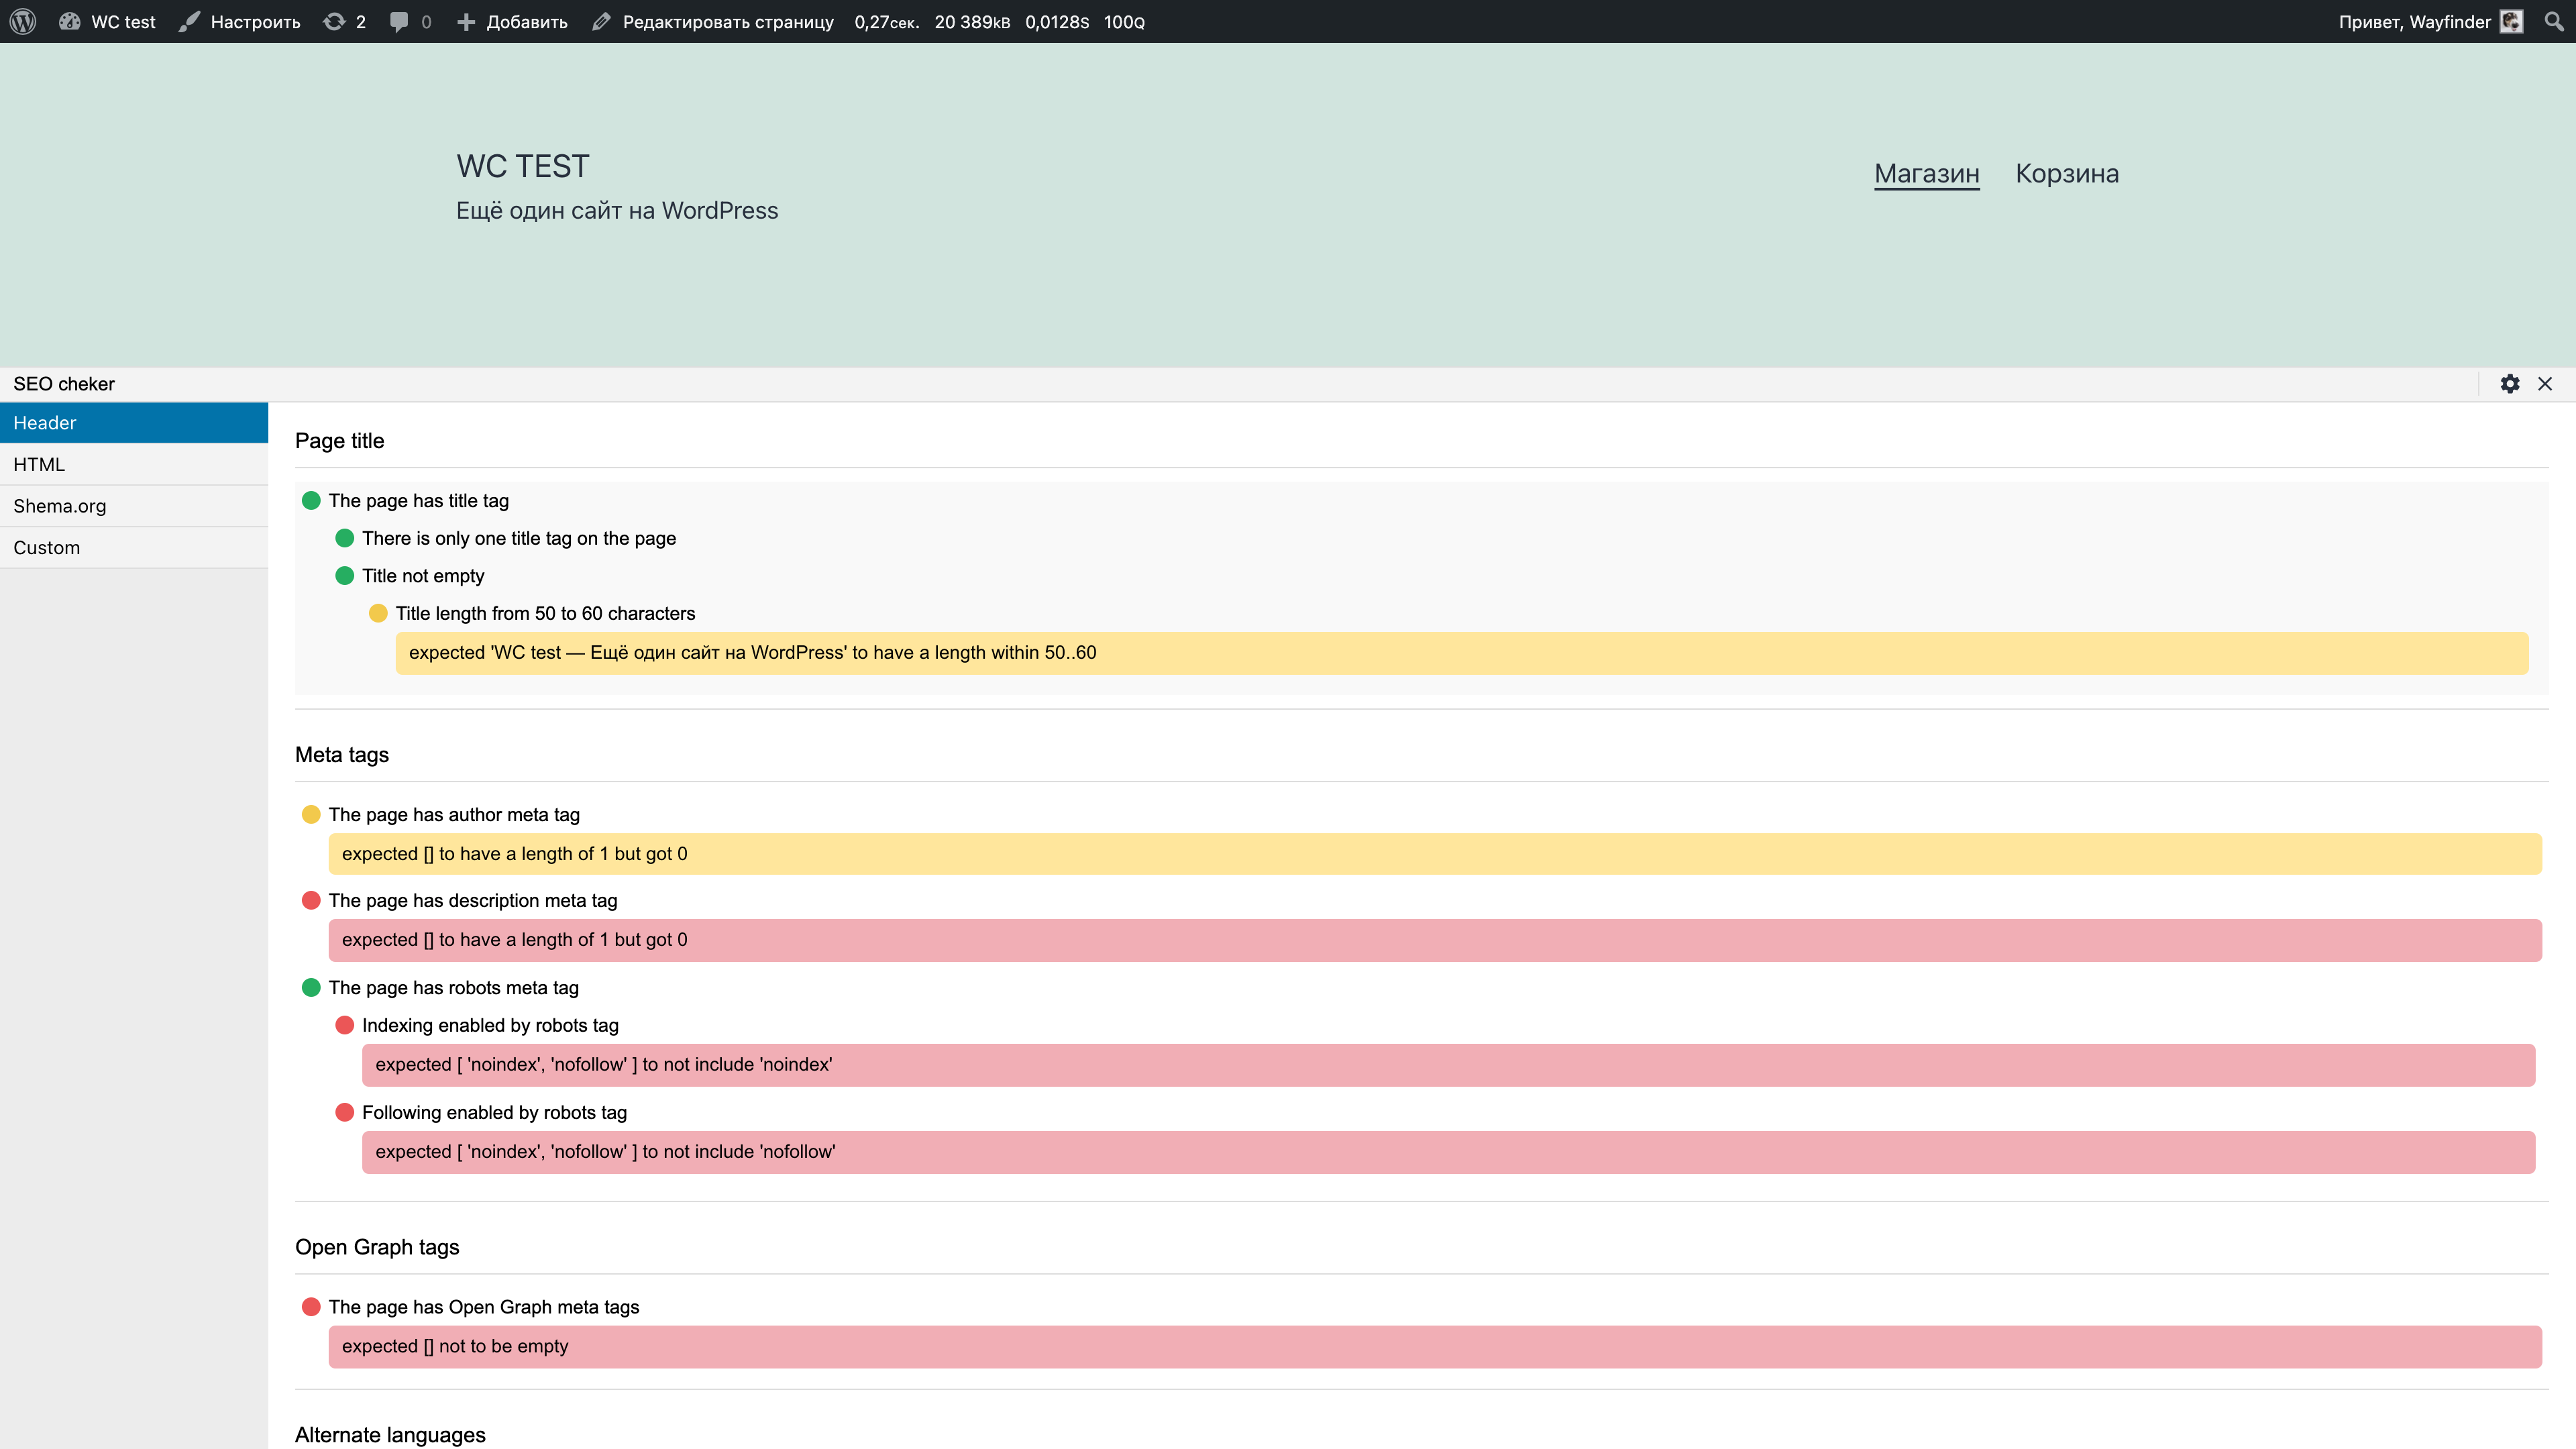 WC test Настроить 2 0 Добавить Редактировать страницу 0,27сек. 20 389kB 0,0128S 100Q Привет, Wayfinder
WC TEST
Ещё один сайт на WordPress
Магазин Корзина
SEO cheker
Header
HTML
Shema.org
Custom
Page title
The page has title tag
There is only one title tag on the page
Title not empty
Title length from 50 to 60 characters
expected 'WC test — Ещё один сайт на WordPress' to have a length within 50..60
Meta tags
The page has author meta tag
expected [] to have a length of 1 but got 0
The page has description meta tag
expected [] to have a length of 1 but got 0
The page has robots meta tag
Indexing enabled by robots tag
expected [ 'noindex', 'nofollow' ] to not include 'noindex'
Following enabled by robots tag
expected [ 'noindex', 'nofollow' ] to not include 'nofollow'
Open Graph tags
The page has Open Graph meta tags
expected [] not to be empty
Alternate languages